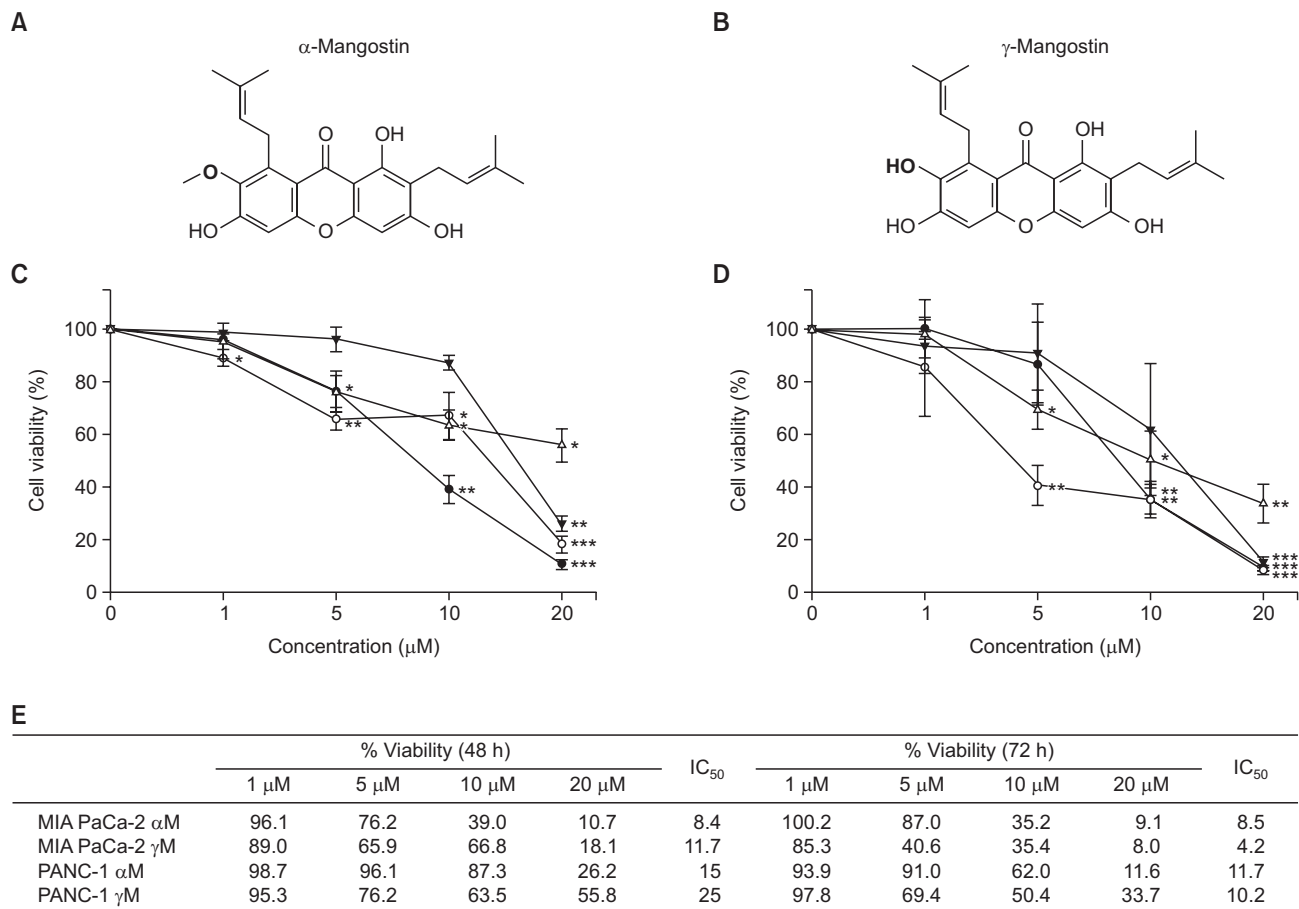 A
α-Mangostin
O
OH
O
HO
O
OH
B
γ-Mangostin
O
OH
HO
HO
O
OH
C
Cell viability (%)
100
80
60
40
20
0
*
*
**
*
*
**
*
**
***
***
0 1 5 10 20
Concentration (μM)
D
Cell viability (%)
100
80
60
40
20
0
*
**
*
**
**
**
***
***
***
0 1 5 10 20
Concentration (μM)
E
% Viability (48 h) IC50 % Viability (72 h) IC50
1 μM 5 μM 10 μM 20 μM 1 μM 5 μM 10 μM 20 μM
MIA PaCa-2 αM 96.1 76.2 39.0 10.7 8.4 100.2 87.0 35.2 9.1 8.5
MIA PaCa-2 γM 89.0 65.9 66.8 18.1 11.7 85.3 40.6 35.4 8.0 4.2
PANC-1 αM 98.7 96.1 87.3 26.2 15 93.9 91.0 62.0 11.6 11.7
PANC-1 γM 95.3 76.2 63.5 55.8 25 97.8 69.4 50.4 33.7 10.2